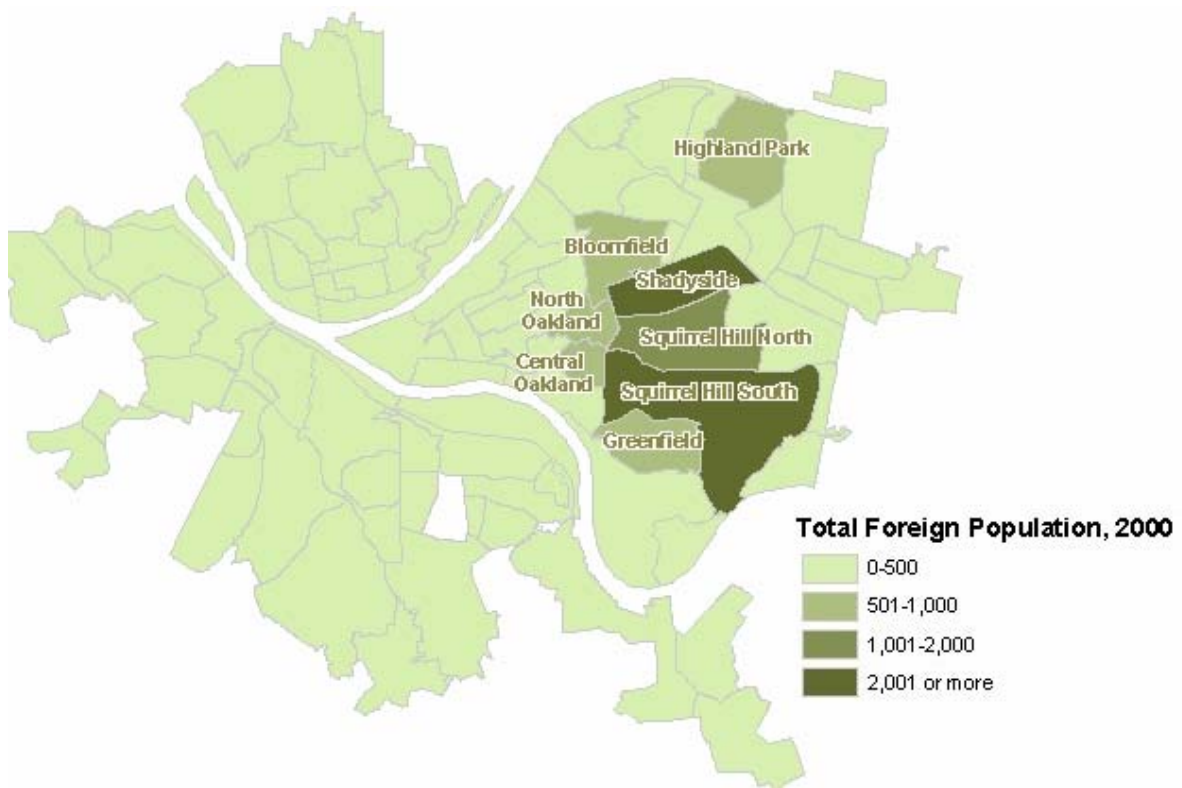 Highland Park
Bloomfield
Shadyside
North
Oakland
Squirrel Hill North
Central
Oakland
Squirrel Hill South
Greenfield
Total Foreign Population, 2000
0-500
501-1,000
1,001-2,000
2,001 or more